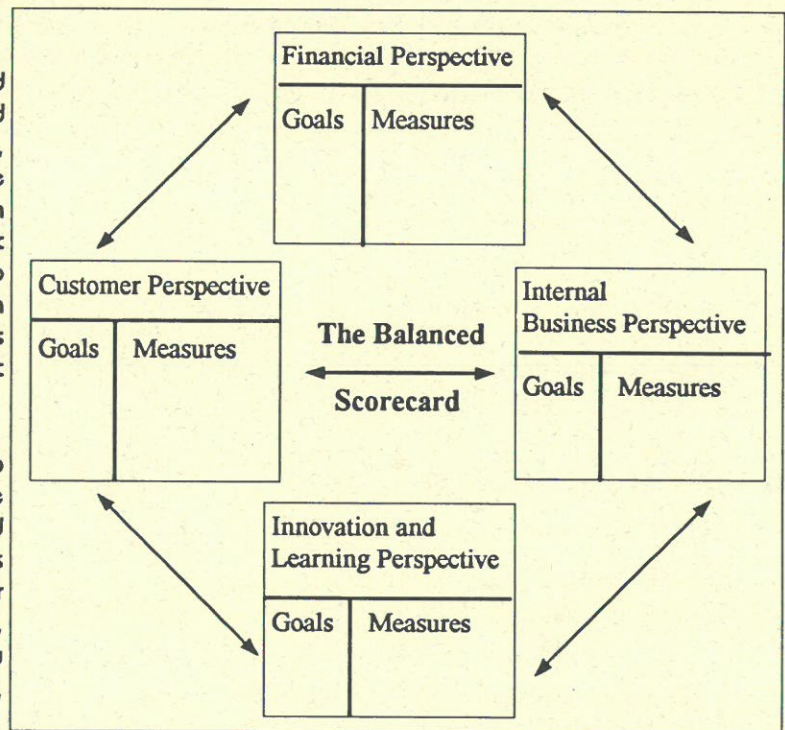 Financial Perspective
Goals Measures
Customer Perspective
Goals Measures
The Balanced
Scorecard
Internal
Business Perspective
Goals Measures
Innovation and
Learning Perspective
Goals Measures